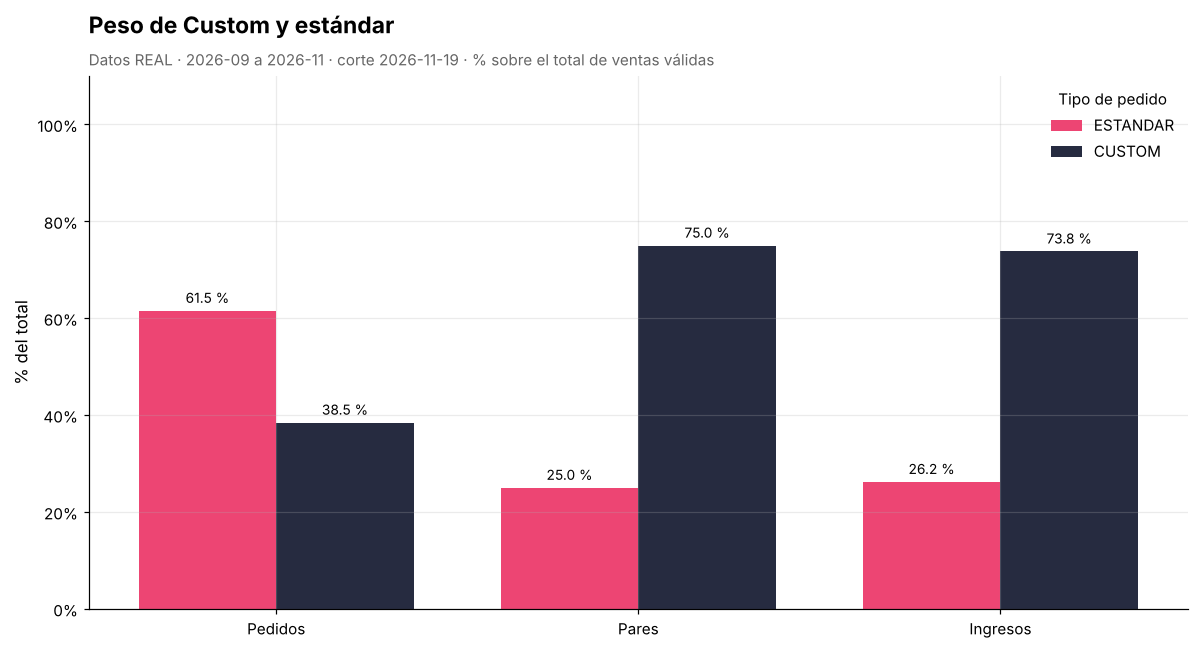 Peso de Custom y estándar
Datos REAL · 2026-09 a 2026-11 · corte 2026-11-19 · % sobre el total de ventas válidas
Tipo de pedido
ESTANDAR
CUSTOM
% del total
100%
80%
60%
40%
20%
0%
61.5 %
38.5 %
25.0 %
75.0 %
26.2 %
73.8 %
Pedidos
Pares
Ingresos